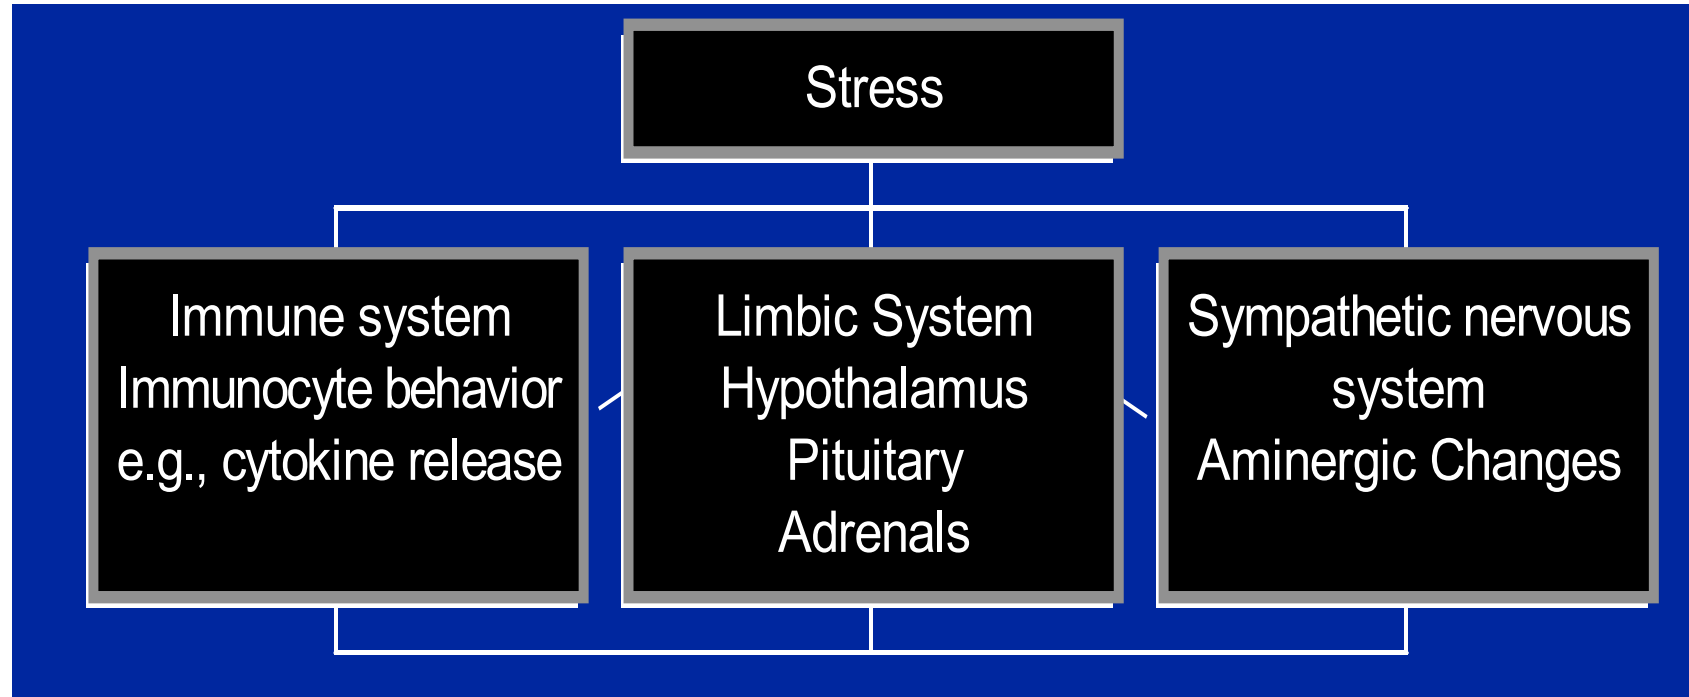 Stress
Immune system
Immunocyte behavior
e.g., cytokine release
Limbic System
Hypothalamus
Pituitary
Adrenals
Sympathetic nervous
system
Aminergic Changes